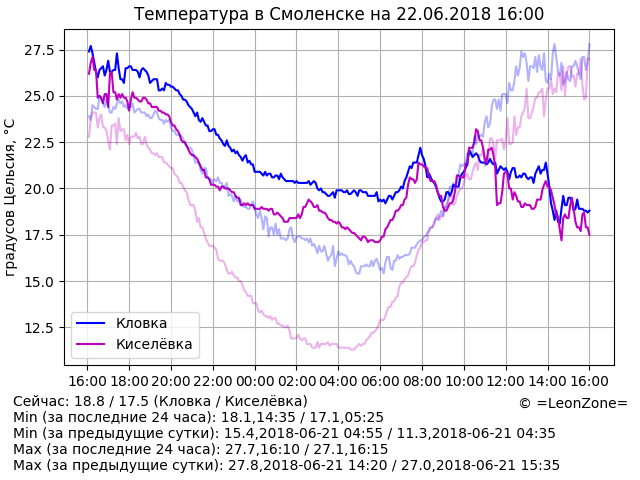 Температура в Смоленске на 22.06.2018 16:00
27.5
25.0
22.5
20.0
17.5
15.0
12.5
градусов Цельсия, °C
Кловка
Киселёвка
16:00 18:00 20:00 22:00 00:00 02:00 04:00 06:00 08:00 10:00 12:00 14:00 16:00
© =LeonZone=
Сейчас: 18.8 / 17.5 (Кловка / Киселёвка)
Min (за последние 24 часа): 18.1,14:35 / 17.1,05:25
Min (за предыдущие сутки): 15.4,2018-06-21 04:55 / 11.3,2018-06-21 04:35
Max (за последние 24 часа): 27.7,16:10 / 27.1,16:15
Max (за предыдущие сутки): 27.8,2018-06-21 14:20 / 27.0,2018-06-21 15:35